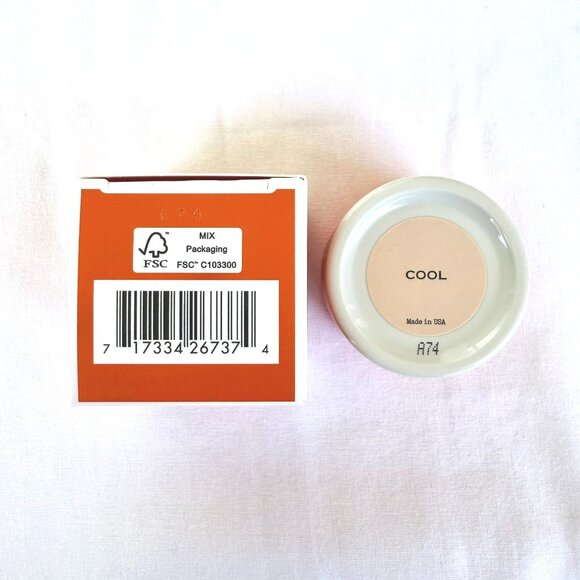 A74
MIX
Packaging
FSC
FSC™ C103300
7 17334 26737 4
COOL
Made in USA
A74